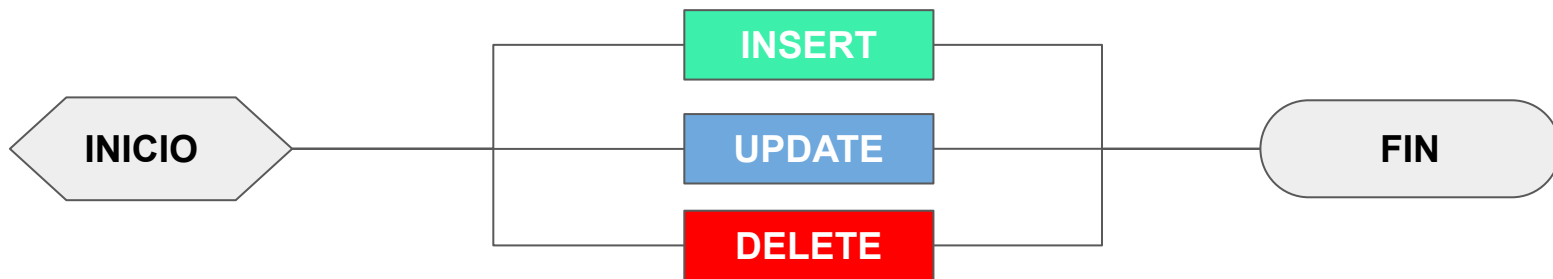 INSERT
INICIO
UPDATE
FIN
DELETE